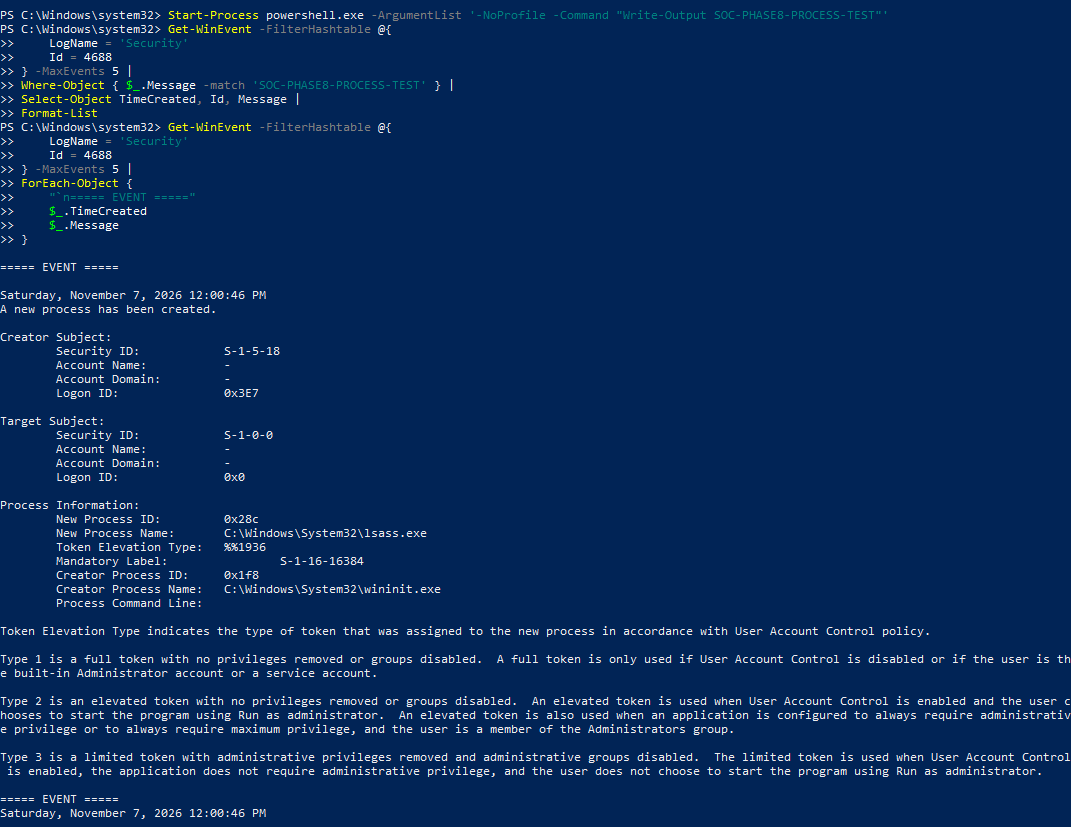 PS C:\Windows\system32> Start-Process powershell.exe -ArgumentList '-NoProfile -Command "Write-Output SOC-PHASE8-PROCESS-TEST"'
PS C:\Windows\system32> Get-WinEvent -FilterHashtable @{
>>     LogName = 'Security'
>>     Id = 4688
>> } -MaxEvents 5 |
>> Where-Object { $_.Message -match 'SOC-PHASE8-PROCESS-TEST' } |
>> Select-Object TimeCreated, Id, Message |
>> Format-List
PS C:\Windows\system32> Get-WinEvent -FilterHashtable @{
>>     LogName = 'Security'
>>     Id = 4688
>> } -MaxEvents 5 |
>> ForEach-Object {
>>     "`n===== EVENT ====="
>>     $_.TimeCreated
>>     $_.Message
>> }

===== EVENT =====

Saturday, November 7, 2026 12:00:46 PM
A new process has been created.

Creator Subject:
        Security ID:            S-1-5-18
        Account Name:           -
        Account Domain:         -
        Logon ID:               0x3E7

Target Subject:
        Security ID:            S-1-0-0
        Account Name:           -
        Account Domain:         -
        Logon ID:               0x0

Process Information:
        New Process ID:         0x28c
        New Process Name:       C:\Windows\System32\lsass.exe
        Token Elevation Type:   %%1936
        Mandatory Label:                S-1-16-16384
        Creator Process ID:     0x1f8
        Creator Process Name:   C:\Windows\System32\wininit.exe
        Process Command Line:

Token Elevation Type indicates the type of token that was assigned to the new process in accordance with User Account Control policy.

Type 1 is a full token with no privileges removed or groups disabled.  A full token is only used if User Account Control is disabled or if the user is th
e built-in Administrator account or a service account.

Type 2 is an elevated token with no privileges removed or groups disabled.  An elevated token is used when User Account Control is enabled and the user c
hooses to start the program using Run as administrator.  An elevated token is also used when an application is configured to always require administrativ
e privilege or to always require maximum privilege, and the user is a member of the Administrators group.

Type 3 is a limited token with administrative privileges removed and administrative groups disabled.  The limited token is used when User Account Control
 is enabled, the application does not require administrative privilege, and the user does not choose to start the program using Run as administrator.

===== EVENT =====
Saturday, November 7, 2026 12:00:46 PM